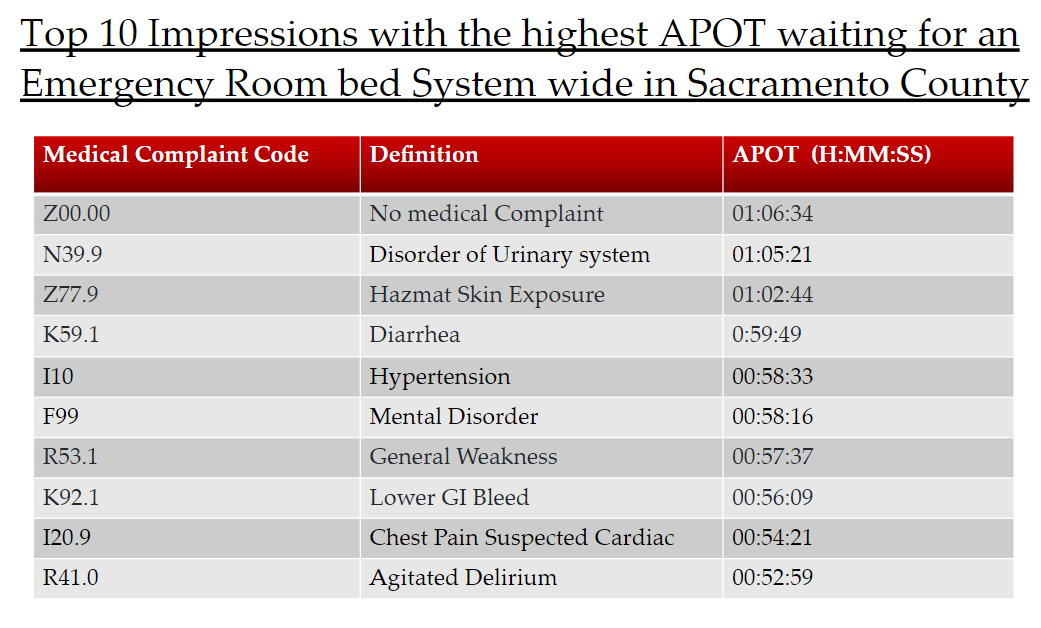 Top 10 Impressions with the highest APOT waiting for an
Emergency Room bed System wide in Sacramento County
Medical Complaint Code Definition APOT (H:MM:SS)
Z00.00 No medical Complaint 01:06:34
N39.9 Disorder of Urinary system 01:05:21
Z77.9 Hazmat Skin Exposure 01:02:44
K59.1 Diarrhea 0:59:49
I10 Hypertension 00:58:33
F99 Mental Disorder 00:58:16
R53.1 General Weakness 00:57:37
K92.1 Lower GI Bleed 00:56:09
I20.9 Chest Pain Suspected Cardiac 00:54:21
R41.0 Agitated Delirium 00:52:59